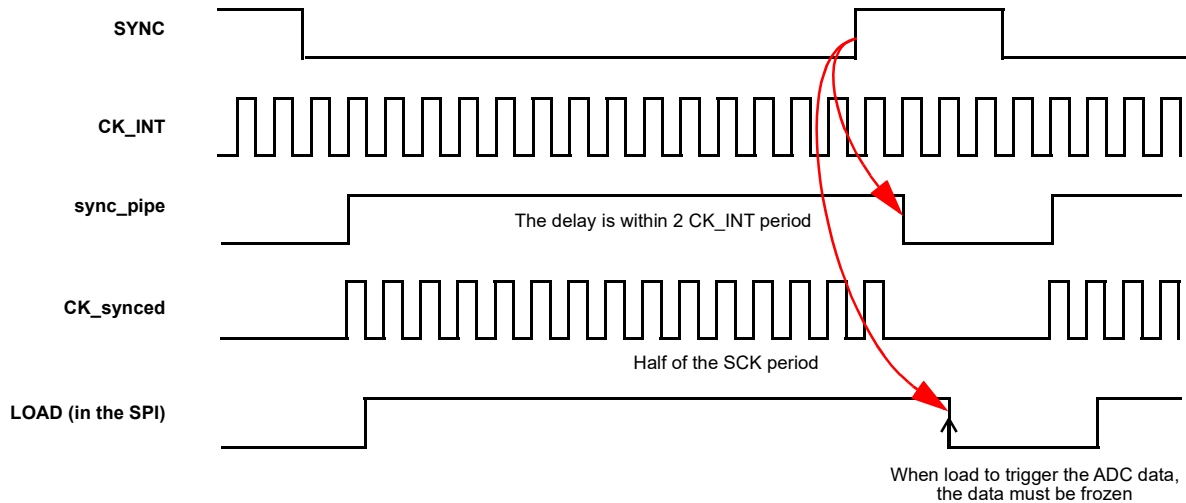 SYNC
CK_INT
sync_pipe
The delay is within 2 CK_INT period
CK_synced
Half of the SCK period
LOAD (in the SPI)
When load to trigger the ADC data,
the data must be frozen